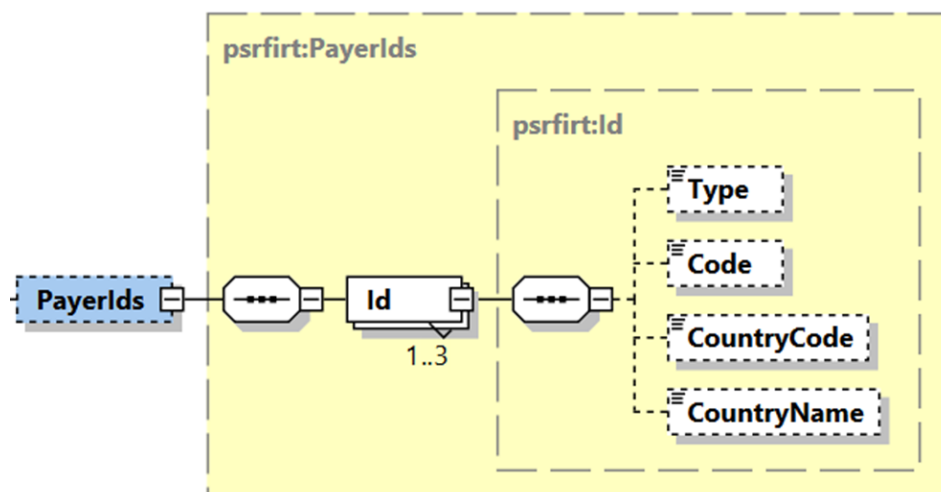 psrfirt:PayerIds
psrfirt:Id
Type
Code
PayerIds
Id
CountryCode
1..3
CountryName